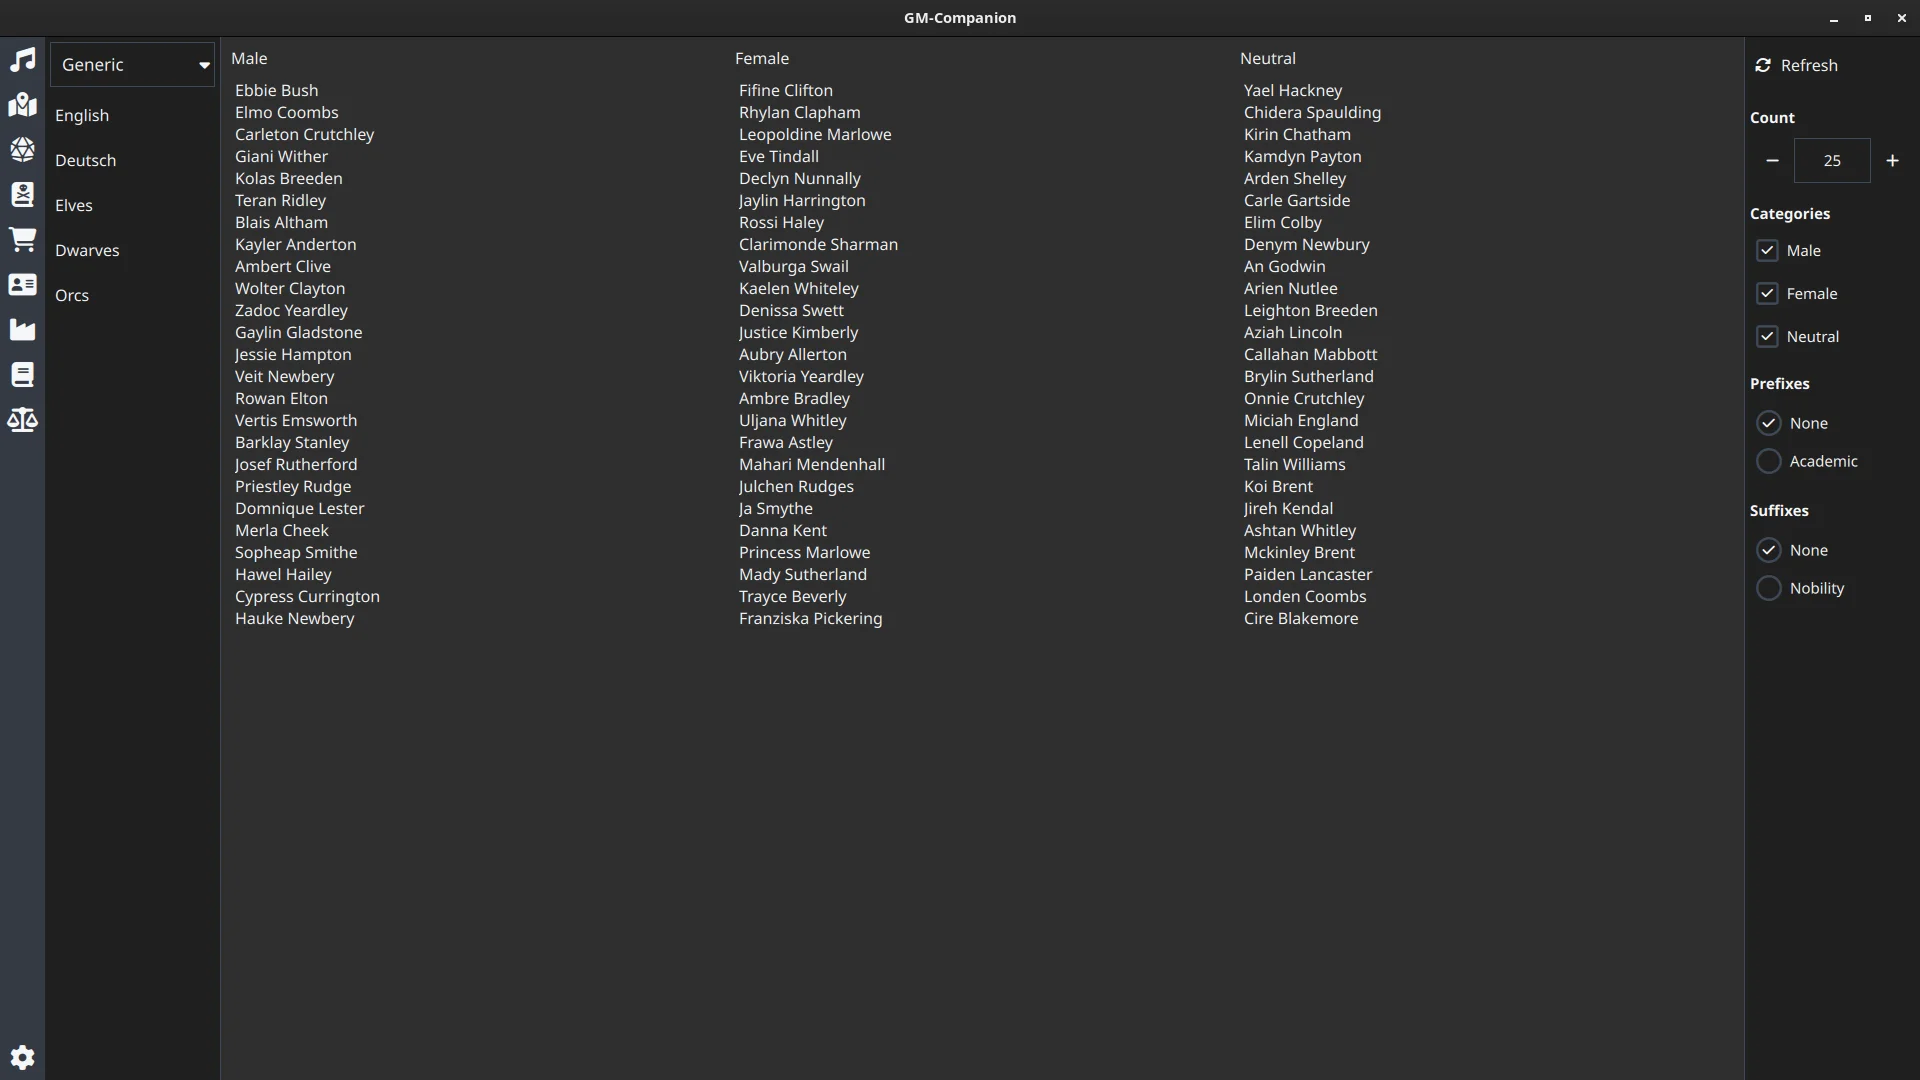 GM-Companion
Generic
English
Deutsch
Elves
Dwarves
Orcs
Male
Ebbie Bush
Elmo Coombs
Carleton Crutchley
Giani Wither
Kolas Breeden
Teran Ridley
Blais Altham
Kayler Anderton
Ambert Clive
Wolter Clayton
Zadoc Yeardley
Gaylin Gladstone
Jessie Hampton
Veit Newbery
Rowan Elton
Vertis Emsworth
Barklay Stanley
Josef Rutherford
Priestley Rudge
Domnique Lester
Merla Cheek
Sopheap Smithe
Hawel Hailey
Cypress Currington
Hauke Newbery
Female
Fifine Clifton
Rhylan Clapham
Leopoldine Marlowe
Eve Tindall
Declyn Nunnally
Jaylin Harrington
Rossi Haley
Clarimonde Sharman
Valburga Swail
Kaelen Whiteley
Denissa Swett
Justice Kimberly
Aubry Allerton
Viktoria Yeardley
Ambre Bradley
Uljana Whitley
Frawa Astley
Mahari Mendenhall
Julchen Rudges
Ja Smythe
Danna Kent
Princess Marlowe
Mady Sutherland
Trayce Beverly
Franziska Pickering
Neutral
Yael Hackney
Chidera Spaulding
Kirin Chatham
Kamdyn Payton
Arden Shelley
Carle Gartside
Elim Colby
Denym Newbury
An Godwin
Arien Nutlee
Leighton Breeden
Aziah Lincoln
Callahan Mabbott
Brylin Sutherland
Onnie Crutchley
Miciah England
Lenell Copeland
Talin Williams
Koi Brent
Jireh Kendal
Ashtan Whitley
Mckinley Brent
Paiden Lancaster
Londen Coombs
Cire Blakemore
Refresh
Count
25
Categories
Male
Female
Neutral
Prefixes
None
Academic
Suffixes
None
Nobility